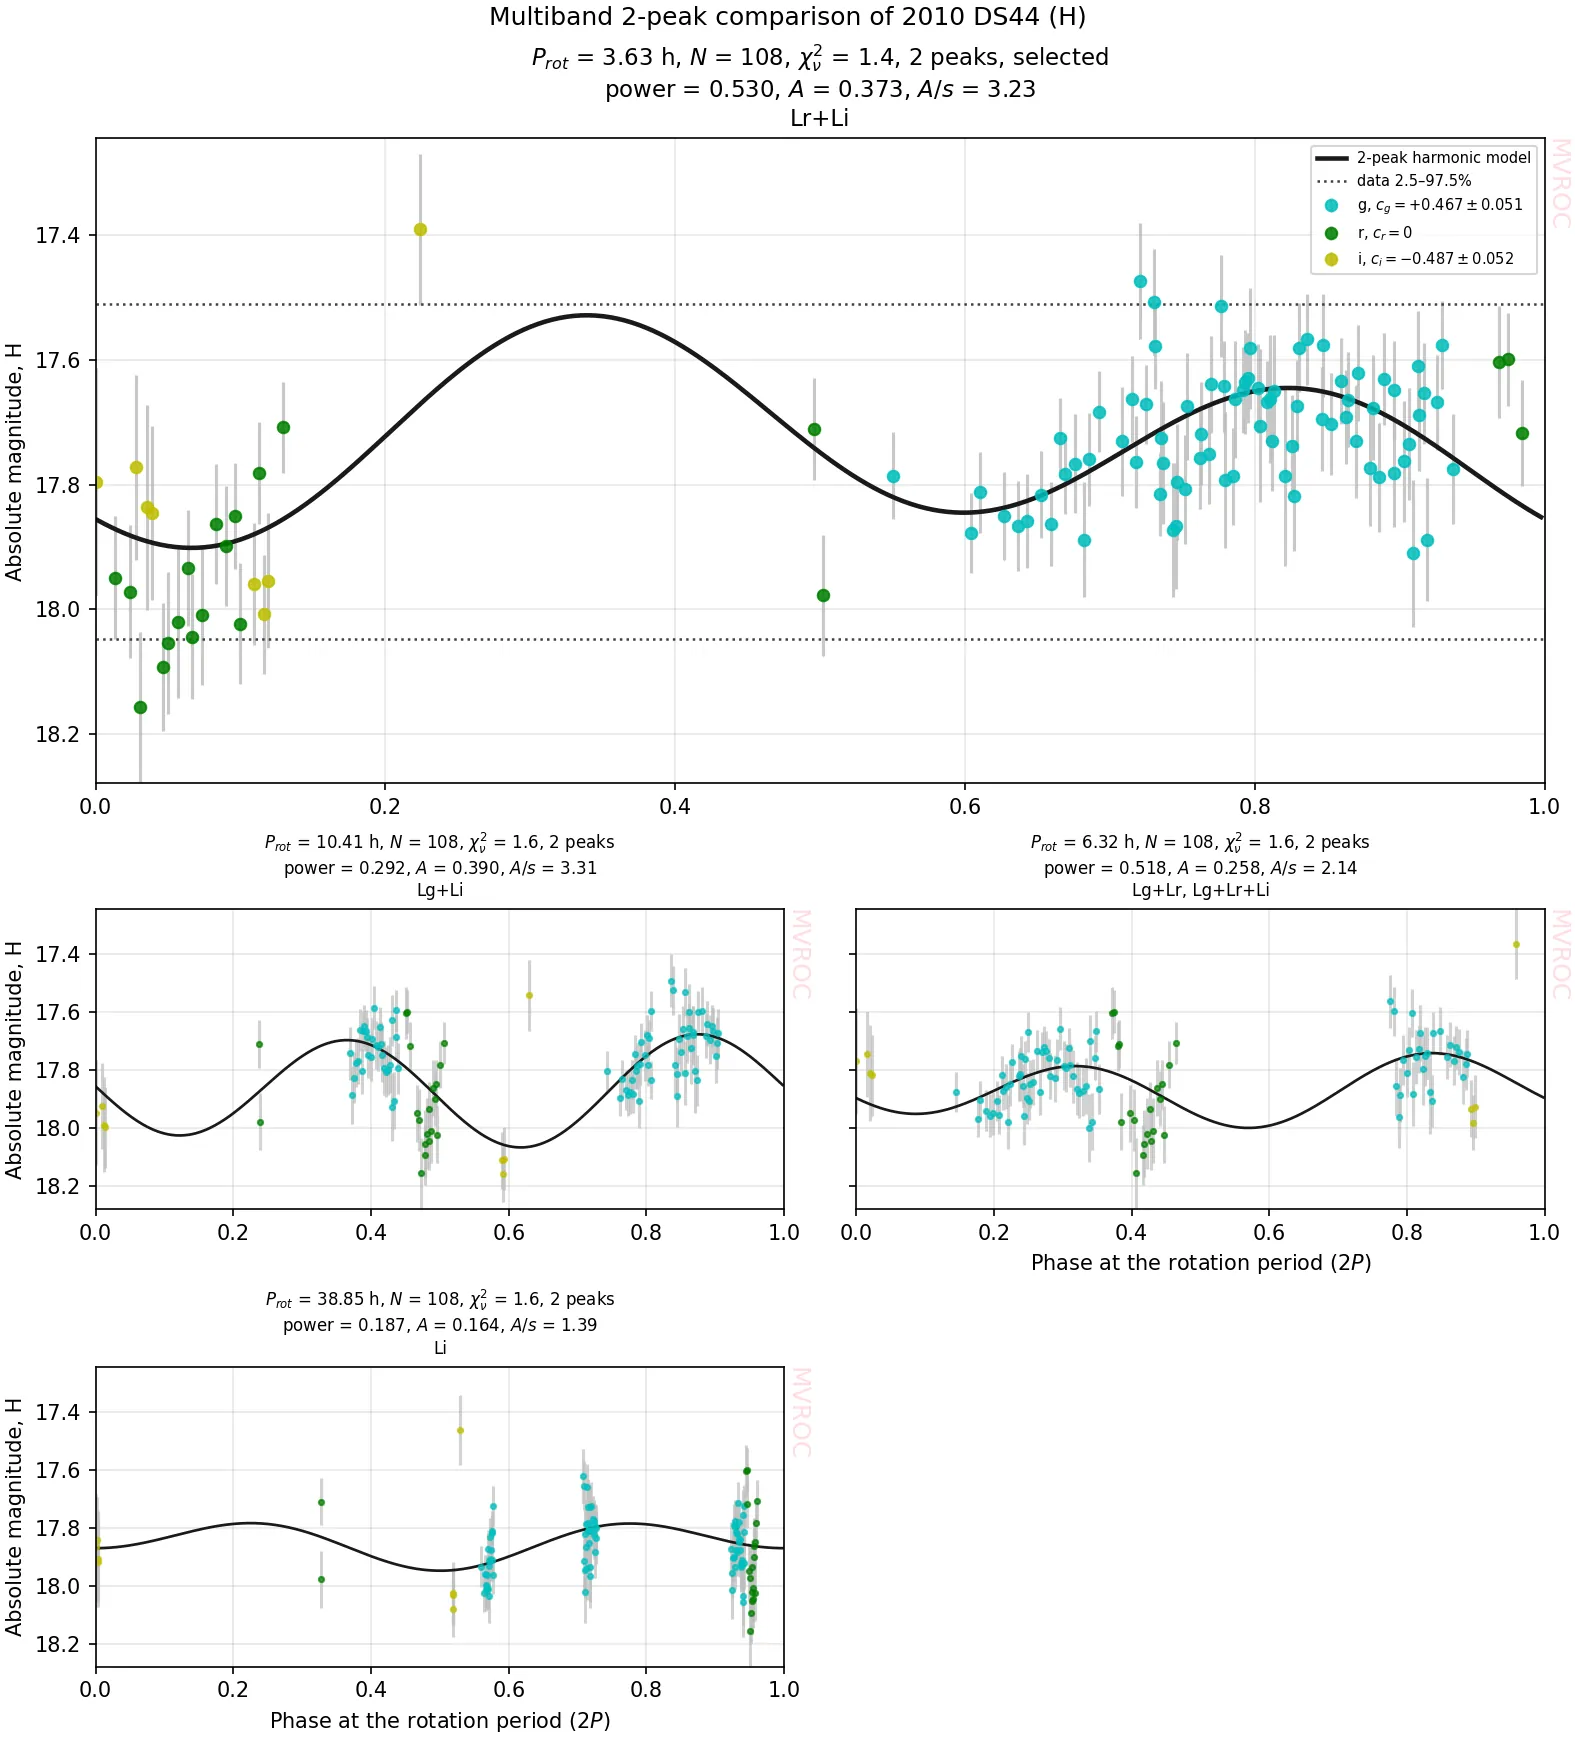 Multiband 2-peak comparison of 2010 DS44 (H)
P_rot = 3.63 h, N = 108, χ²_ν = 1.4, 2 peaks, selected
power = 0.530, A = 0.373, A/s = 3.23
Lr+Li
2-peak harmonic model
data 2.5–97.5%
g, c_g = +0.467 ± 0.051
r, c_r = 0
i, c_i = −0.487 ± 0.052
MVROC
Absolute magnitude, H
17.4
17.6
17.8
18.0
18.2
0.0 0.2 0.4 0.6 0.8 1.0
P_rot = 10.41 h, N = 108, χ²_ν = 1.6, 2 peaks
power = 0.292, A = 0.390, A/s = 3.31
Lg+Li
MVROC
Absolute magnitude, H
17.4
17.6
17.8
18.0
18.2
0.0 0.2 0.4 0.6 0.8 1.0
P_rot = 6.32 h, N = 108, χ²_ν = 1.6, 2 peaks
power = 0.518, A = 0.258, A/s = 2.14
Lg+Lr, Lg+Lr+Li
MVROC
0.0 0.2 0.4 0.6 0.8 1.0
Phase at the rotation period (2P)
P_rot = 38.85 h, N = 108, χ²_ν = 1.6, 2 peaks
power = 0.187, A = 0.164, A/s = 1.39
Li
MVROC
Absolute magnitude, H
17.4
17.6
17.8
18.0
18.2
0.0 0.2 0.4 0.6 0.8 1.0
Phase at the rotation period (2P)